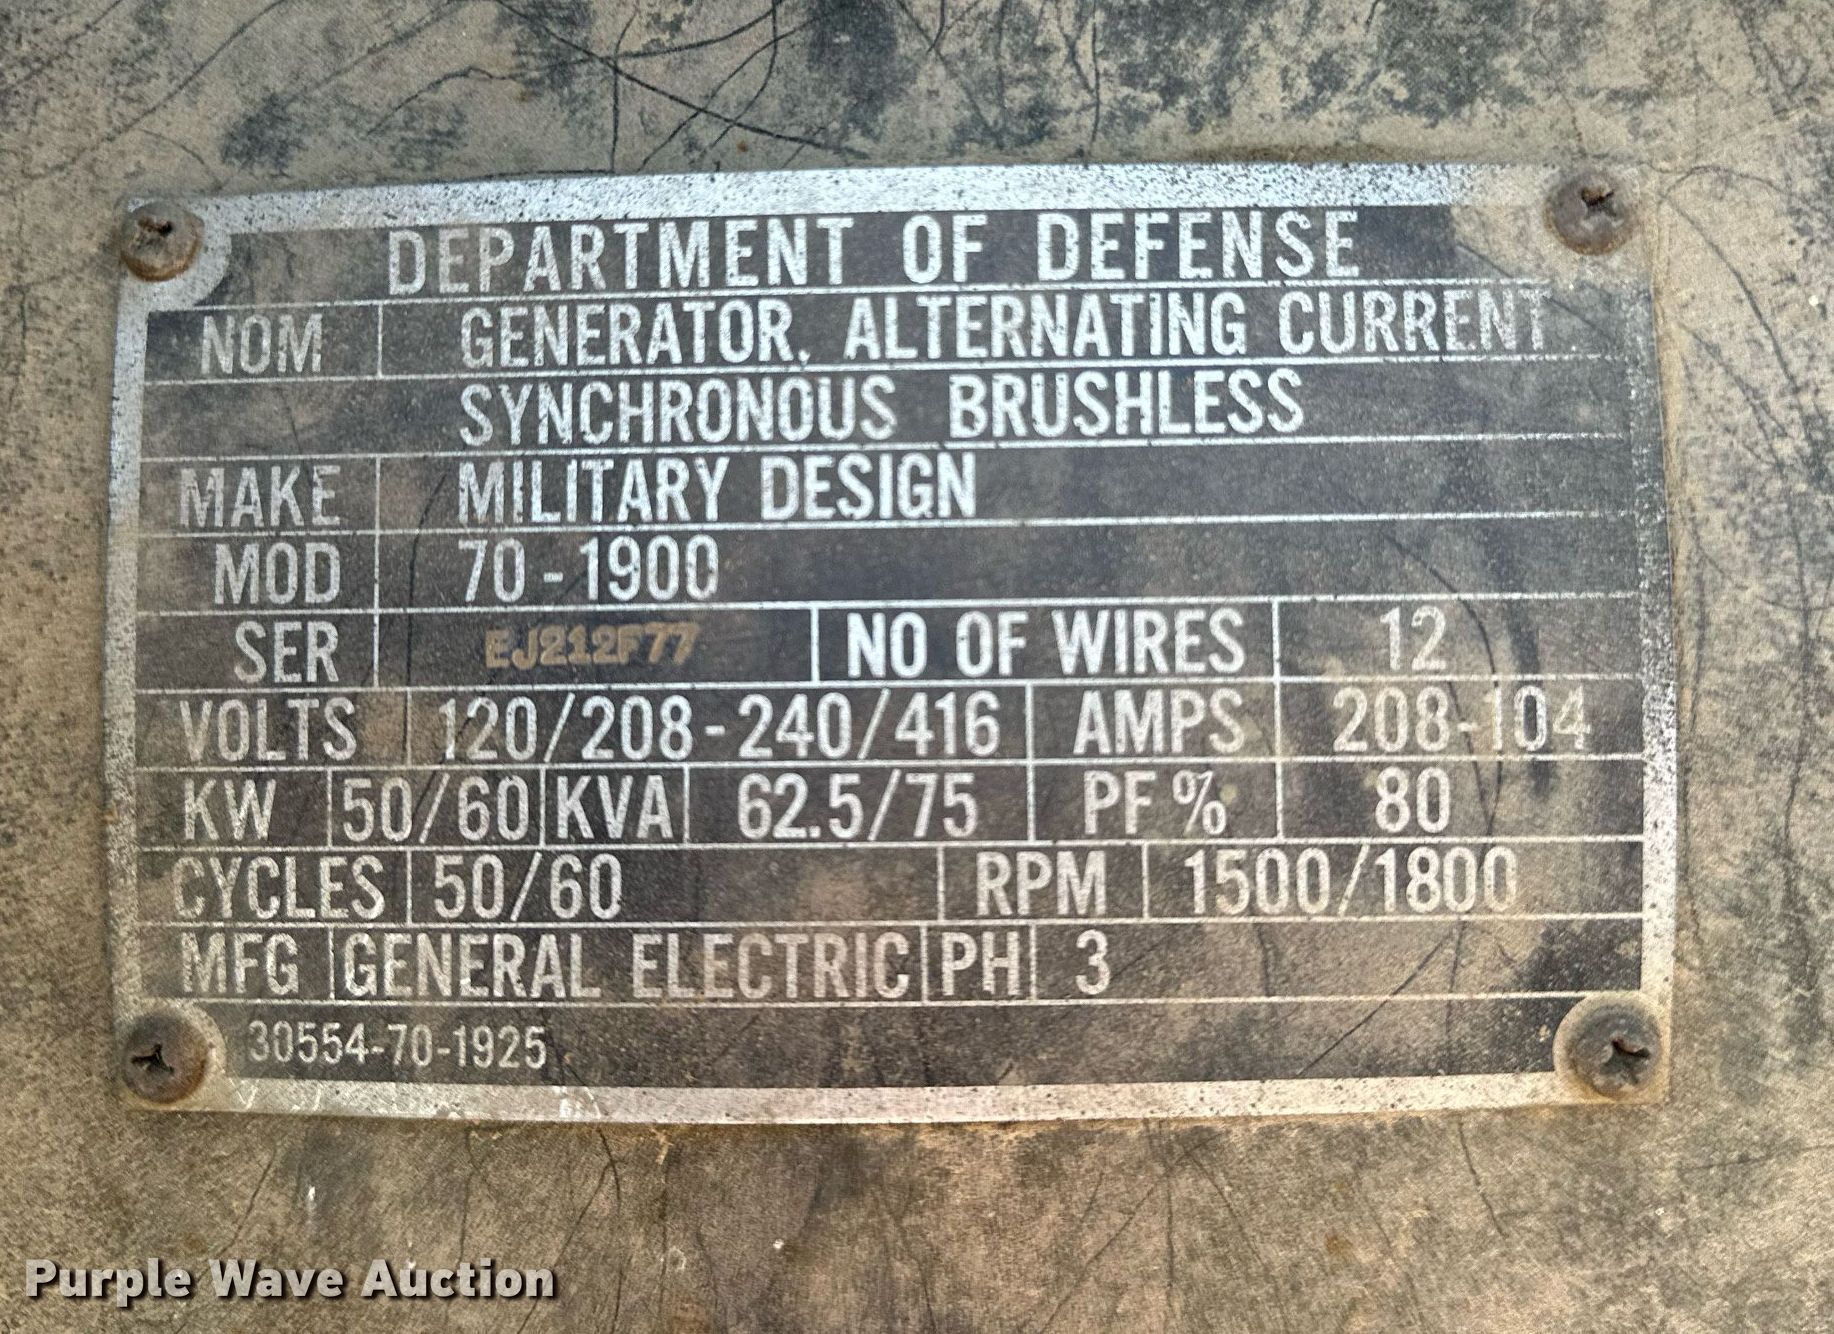 DEPARTMENT OF DEFENSE
NOM GENERATOR, ALTERNATING CURRENT
SYNCHRONOUS BRUSHLESS
MAKE MILITARY DESIGN
MOD 70-1900
SER EJ212F77 NO OF WIRES 12
VOLTS 120/208-240/416 AMPS 208-104
KW 50/60 KVA 62.5/75 PF % 80
CYCLES 50/60 RPM 1500/1800
MFG GENERAL ELECTRIC PH 3
30554-70-1925
Purple Wave Auction